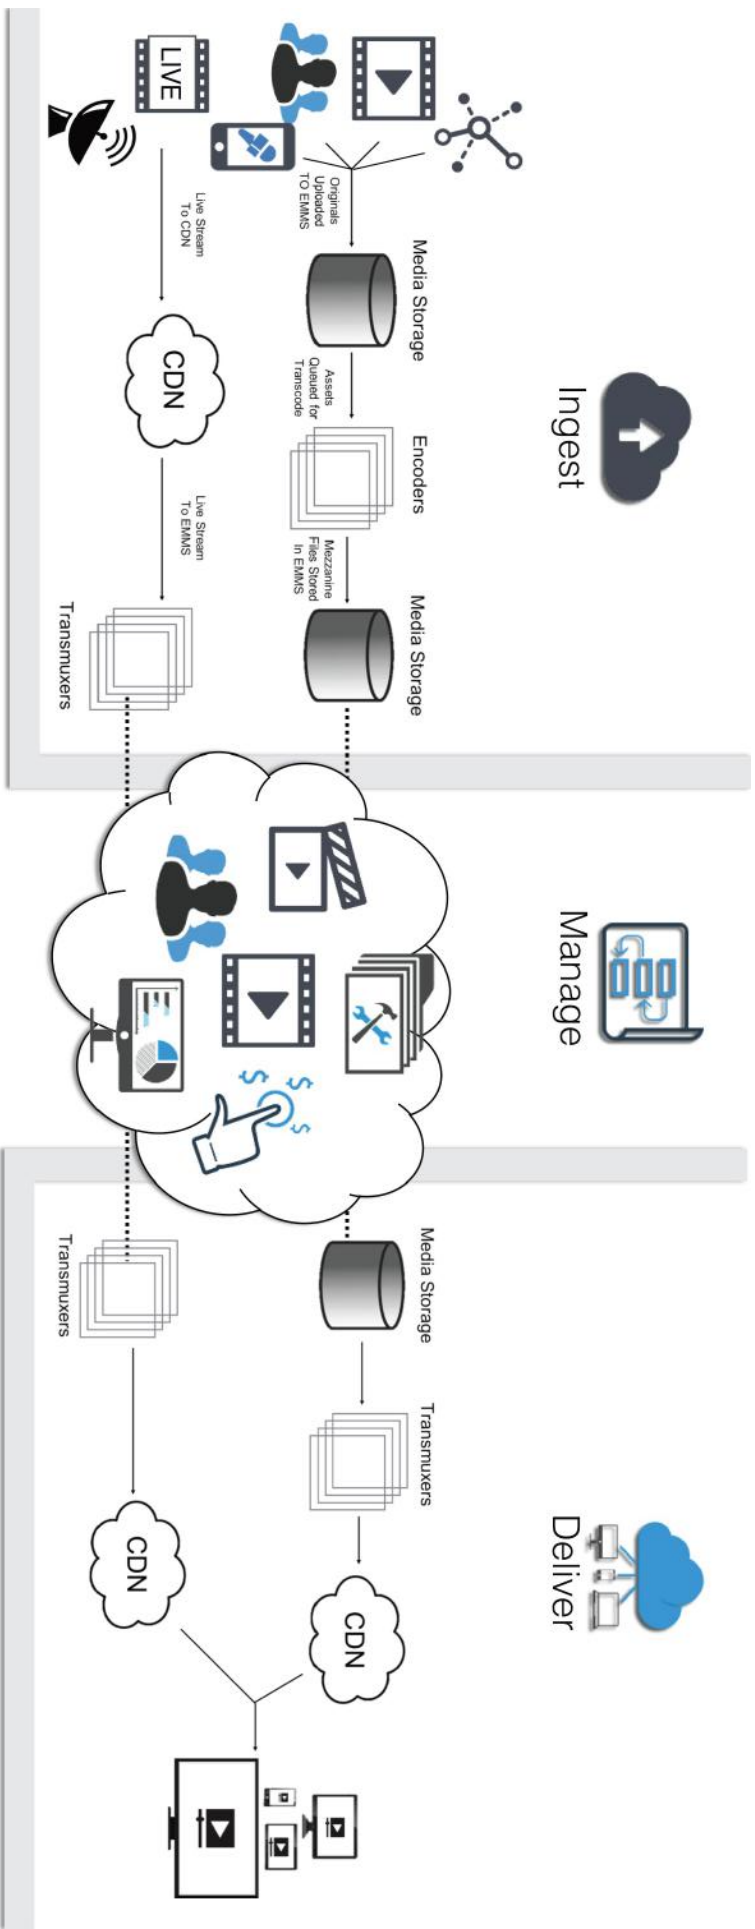 Ingest
Manage
Deliver
Media Storage
Encoders
Media Storage
Originals
Uploaded
TO EMMS
Assets
Queued for
Transcode
Mezzanine
Files Stored
In EMMS
LIVE
Live Stream
To CDN
CDN
Live Stream
To EMMS
Transmuxers
$
$
$
Media Storage
Transmuxers
CDN
Transmuxers
CDN